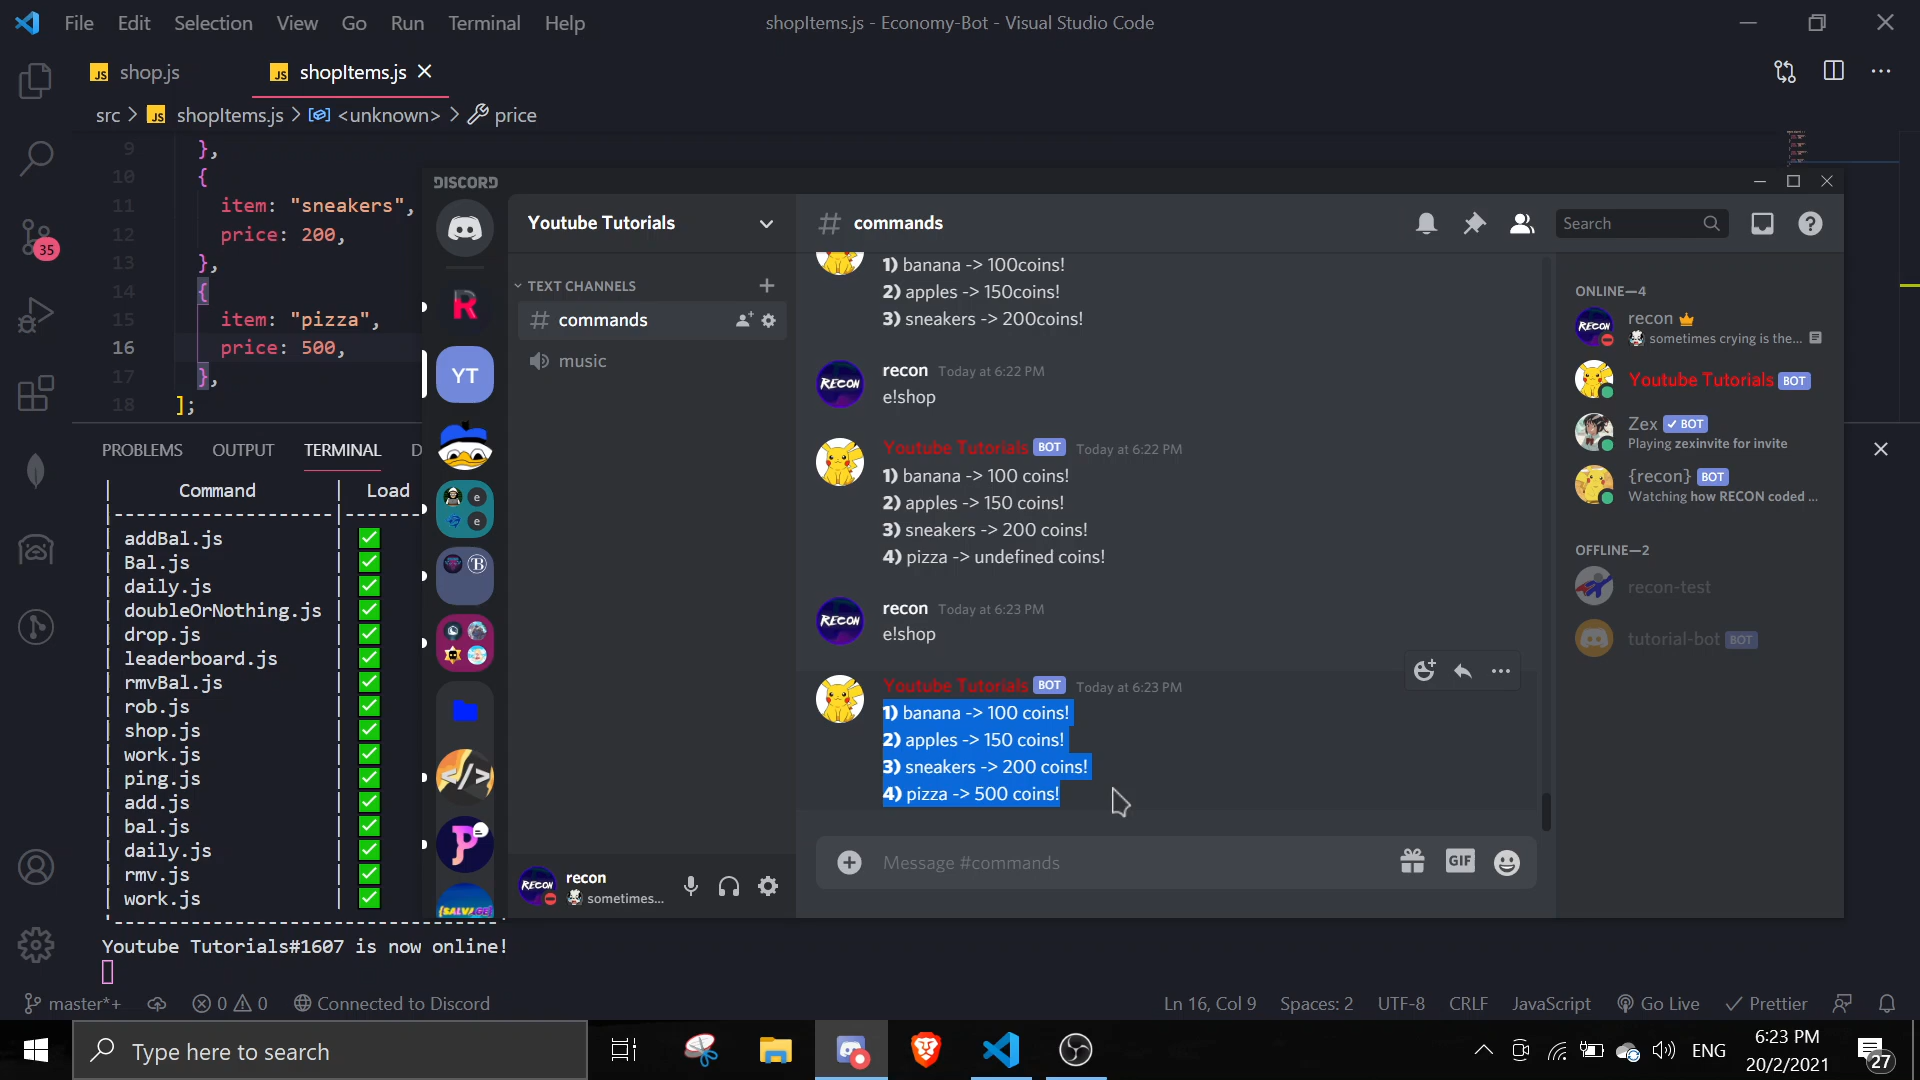 File Edit Selection View Go Run Terminal Help
shopItems.js - Economy-Bot - Visual Studio Code
JS shop.js
JS shopItems.js
src > JS shopItems.js > <unknown> > price
9 },
10 {
11 item: "sneakers",
12 price: 200,
13 },
14 {
15 item: "pizza",
16 price: 500,
17 },
18 ];
35
PROBLEMS OUTPUT TERMINAL D
| Command | Load
|-------------------|-------
| addBal.js | ✅
| Bal.js | ✅
| daily.js | ✅
| doubleOrNothing.js | ✅
| drop.js | ✅
| leaderboard.js | ✅
| rmvBal.js | ✅
| rob.js | ✅
| shop.js | ✅
| work.js | ✅
| ping.js | ✅
| add.js | ✅
| bal.js | ✅
| daily.js | ✅
| rmv.js | ✅
| work.js | ✅
Youtube Tutorials#1607 is now online!
DISCORD
R
YT
e
e
B
</>
P
Youtube Tutorials
TEXT CHANNELS
# commands
music
RECON
recon
sometimes...
# commands
Search
1) banana -> 100coins!
2) apples -> 150coins!
3) sneakers -> 200coins!
RECON
recon Today at 6:22 PM
e!shop
Youtube Tutorials BOT Today at 6:22 PM
1) banana -> 100 coins!
2) apples -> 150 coins!
3) sneakers -> 200 coins!
4) pizza -> undefined coins!
RECON
recon Today at 6:23 PM
e!shop
Youtube Tutorials BOT Today at 6:23 PM
1) banana -> 100 coins!
2) apples -> 150 coins!
3) sneakers -> 200 coins!
4) pizza -> 500 coins!
Message #commands
GIF
ONLINE—4
RECON
recon
sometimes crying is the...
Youtube Tutorials BOT
Zex ✓ BOT
Playing zexinvite for invite
{recon} BOT
Watching how RECON coded ...
OFFLINE—2
recon-test
tutorial-bot BOT
master*+
0 0
Connected to Discord
Ln 16, Col 9 Spaces: 2 UTF-8 CRLF JavaScript Go Live Prettier
Type here to search
ENG
6:23 PM
20/2/2021
27